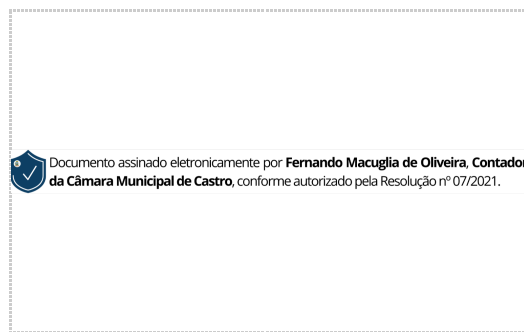 Documento assinado eletronicamente por Fernando Macuglia de Oliveira, Contador
da Câmara Municipal de Castro, conforme autorizado pela Resolução nº 07/2021.